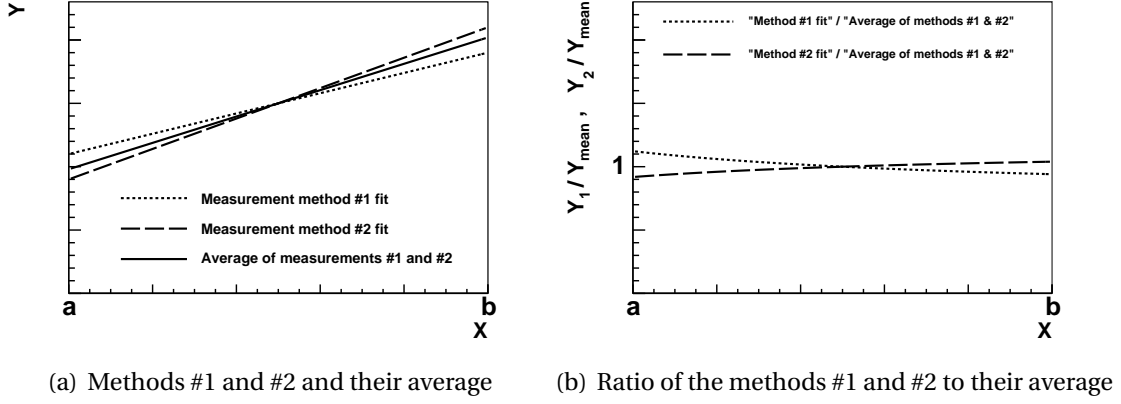 Y
Measurement method #1 fit
Measurement method #2 fit
Average of measurements #1 and #2
a
b
X
(a) Methods #1 and #2 and their average
Y1 / Ymean , Y2 / Ymean
"Method #1 fit" / "Average of methods #1 & #2"
"Method #2 fit" / "Average of methods #1 & #2"
1
a
b
X
(b) Ratio of the methods #1 and #2 to their average